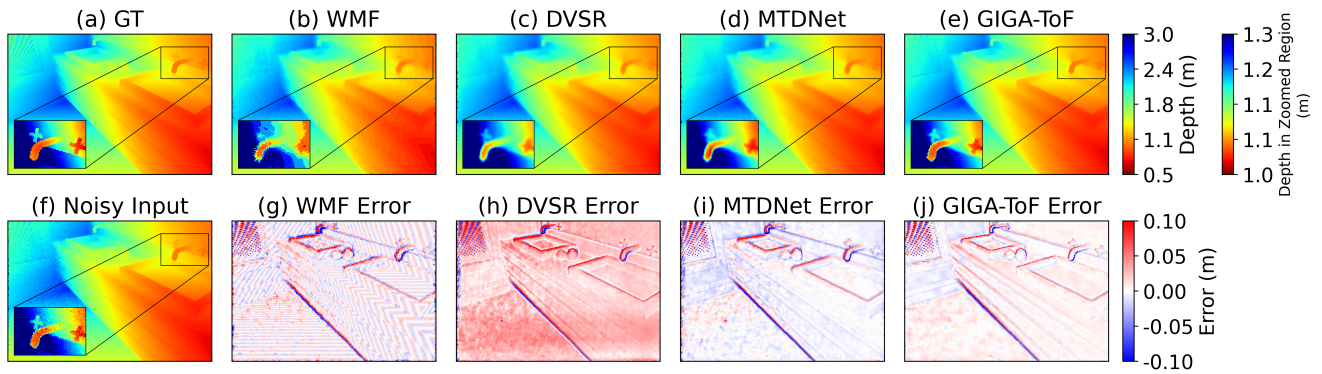 (a) GT
(b) WMF
(c) DVSR
(d) MTDNet
(e) GIGA-ToF
3.0
2.4
1.8
1.1
0.5
Depth (m)
1.3
1.2
1.1
1.1
1.0
Depth in Zoomed Region
(m)
(f) Noisy Input
(g) WMF Error
(h) DVSR Error
(i) MTDNet Error
(j) GIGA-ToF Error
0.10
0.05
0.00
-0.05
-0.10
Error (m)